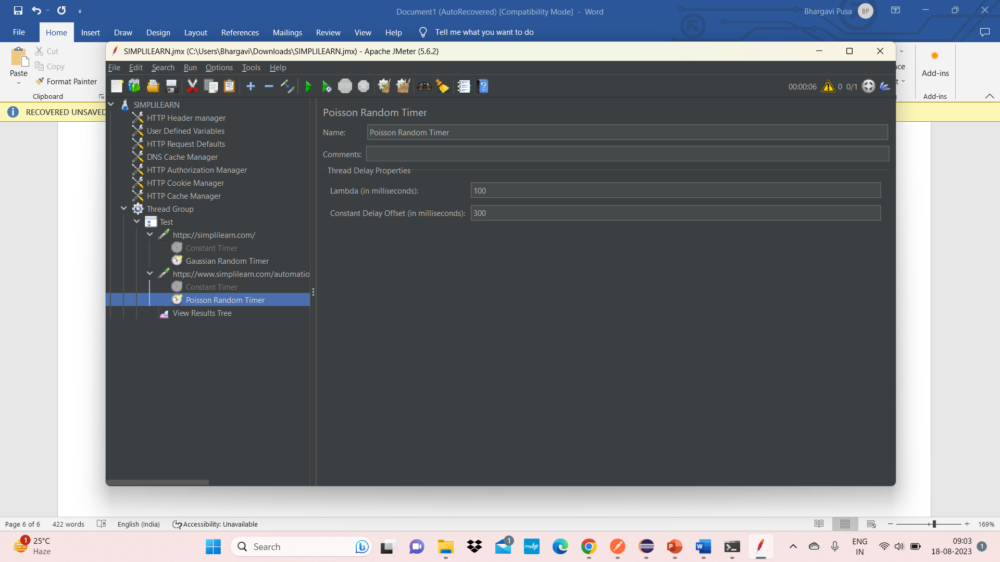 Document1 (AutoRecovered) [Compatibility Mode] - Word
Bhargavi Pusa BP
File Home Insert Draw Design Layout References Mailings Review View Help Tell me what you want to do
Cut
Copy
Paste
Format Painter
Clipboard
Add-ins
Add-ins
RECOVERED UNSAVED
SIMPLILEARN.jmx (C:\Users\Bhargavi\Downloads\SIMPLILEARN.jmx) - Apache JMeter (5.6.2)
File Edit Search Run Options Tools Help
STOP
00:00:06 0 0/1
SIMPLILEARN
HTTP Header manager
User Defined Variables
HTTP Request Defaults
DNS Cache Manager
HTTP Authorization Manager
HTTP Cookie Manager
HTTP Cache Manager
Thread Group
Test
https://simplilearn.com/
Constant Timer
Gaussian Random Timer
https://www.simplilearn.com/automatio
Constant Timer
Poisson Random Timer
View Results Tree
Poisson Random Timer
Name: Poisson Random Timer
Comments:
Thread Delay Properties
Lambda (in milliseconds): 100
Constant Delay Offset (in milliseconds): 300
Page 6 of 6 422 words English (India) Accessibility: Unavailable 169%
1 25°C
Haze
Search
1
myhp
P
W
ENG
IN
09:03
18-08-2023
1